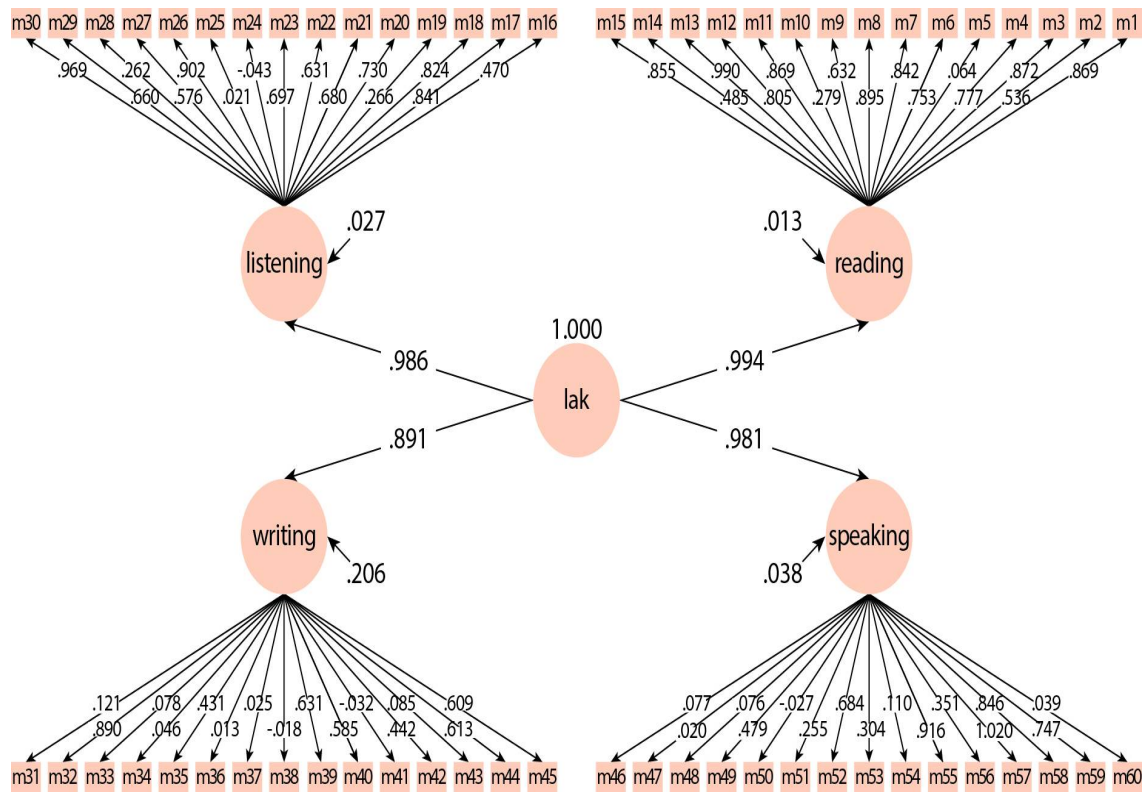 m30 m29 m28 m27 m26 m25 m24 m23 m22 m21 m20 m19 m18 m17 m16 m15 m14 m13 m12 m11 m10 m9 m8 m7 m6 m5 m4 m3 m2 m1
.969 .262 .902 -.043 .631 .730 .824 .470 .855 .990 .869 .632 .842 .064 .872 .869
.660 .576 .021 .697 .680 .266 .841 .485 .805 .279 .895 .753 .777 .536
.027 .013
listening reading
1.000
.986 .994
lak
.891 .981
writing speaking
.206 .038
.121 .078 .431 .025 .631 -.032 .085 .609 .077 .076 -.027 .684 .110 .351 .846 .039
.890 .046 .013 -.018 .585 .442 .613 .020 .479 .255 .304 .916 1.020 .747
m31 m32 m33 m34 m35 m36 m37 m38 m39 m40 m41 m42 m43 m44 m45 m46 m47 m48 m49 m50 m51 m52 m53 m54 m55 m56 m57 m58 m59 m60